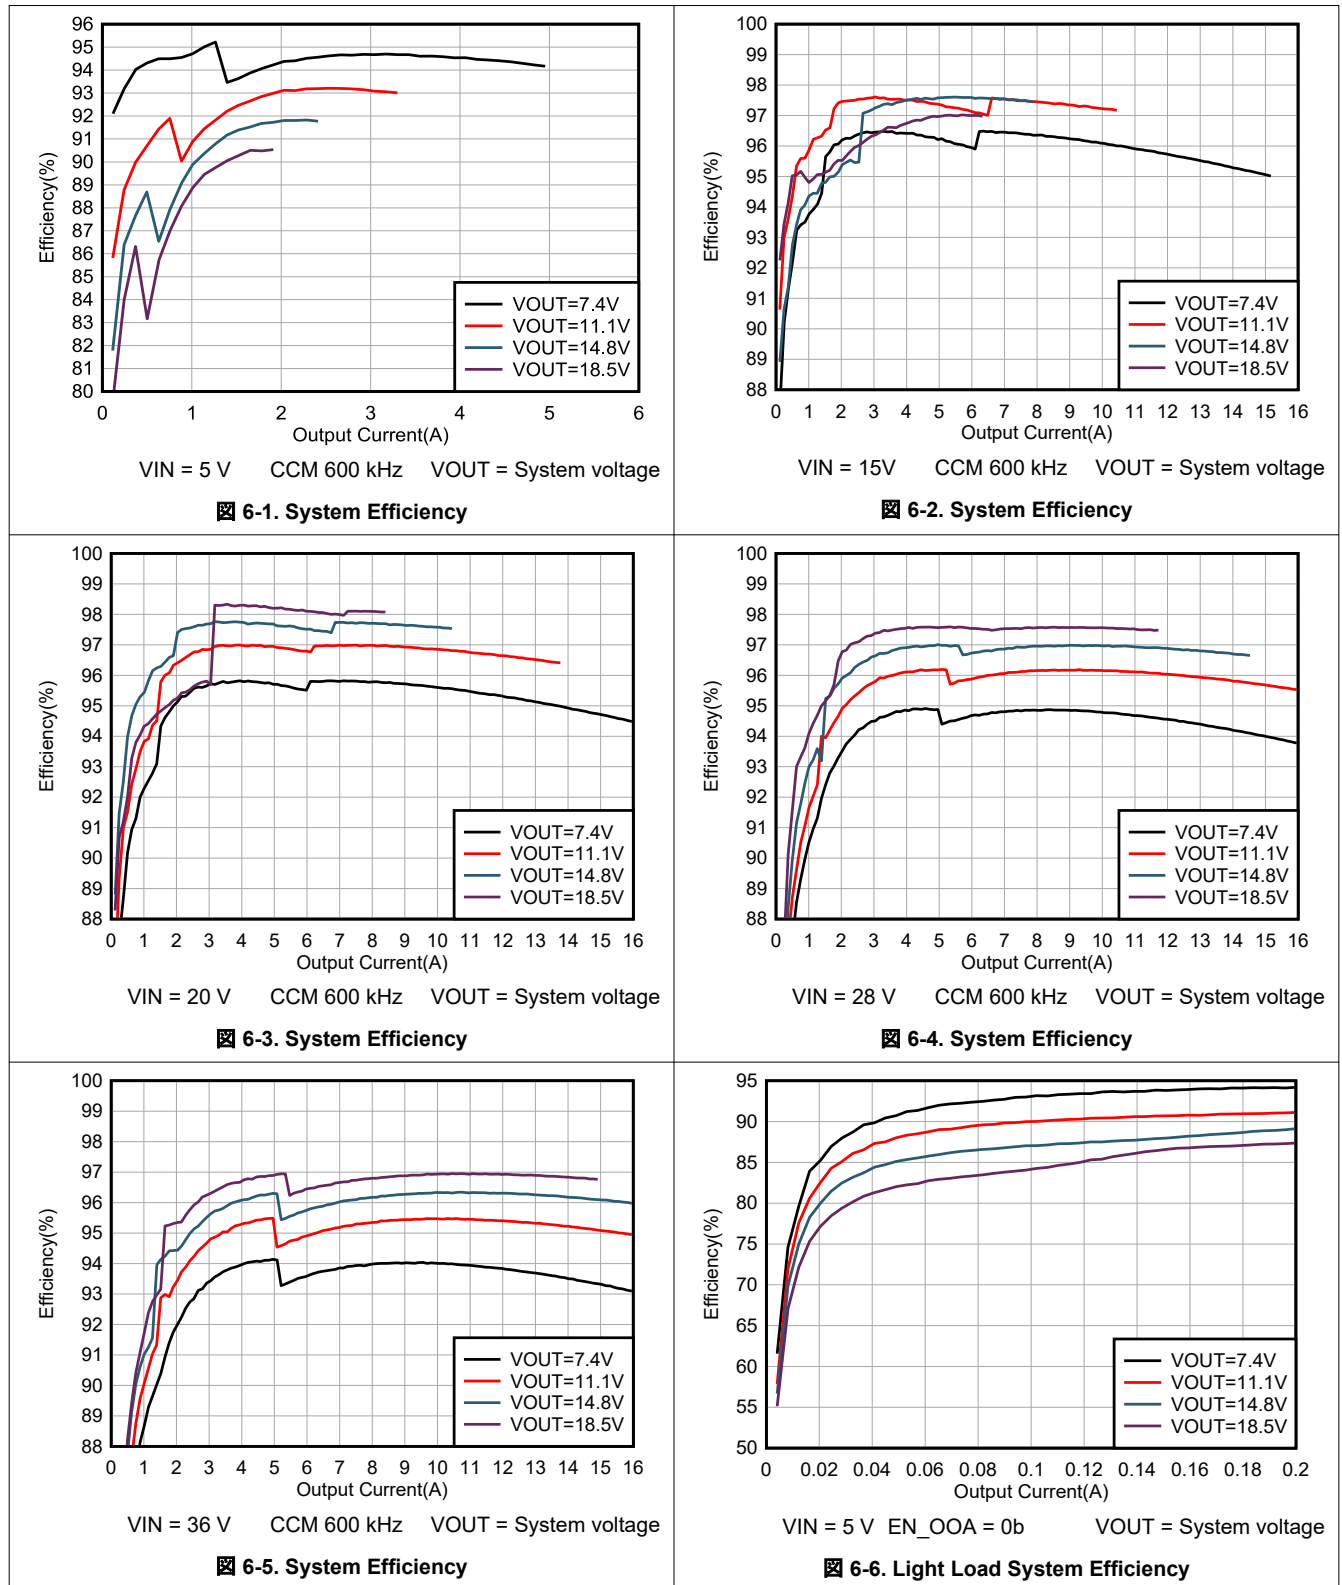 96
95
94
93
92
91
90
89
88
87
86
85
84
83
82
81
80
Efficiency(%)
VOUT=7.4V
VOUT=11.1V
VOUT=14.8V
VOUT=18.5V
0 1 2 3 4 5 6
Output Current(A)
VIN = 5 V CCM 600 kHz VOUT = System voltage
図 6-1. System Efficiency
100
99
98
97
96
95
94
93
92
91
90
89
88
Efficiency(%)
VOUT=7.4V
VOUT=11.1V
VOUT=14.8V
VOUT=18.5V
0 1 2 3 4 5 6 7 8 9 10 11 12 13 14 15 16
Output Current(A)
VIN = 15V CCM 600 kHz VOUT = System voltage
図 6-2. System Efficiency
100
99
98
97
96
95
94
93
92
91
90
89
88
Efficiency(%)
VOUT=7.4V
VOUT=11.1V
VOUT=14.8V
VOUT=18.5V
0 1 2 3 4 5 6 7 8 9 10 11 12 13 14 15 16
Output Current(A)
VIN = 20 V CCM 600 kHz VOUT = System voltage
図 6-3. System Efficiency
100
99
98
97
96
95
94
93
92
91
90
89
88
Efficiency(%)
VOUT=7.4V
VOUT=11.1V
VOUT=14.8V
VOUT=18.5V
0 1 2 3 4 5 6 7 8 9 10 11 12 13 14 15 16
Output Current(A)
VIN = 28 V CCM 600 kHz VOUT = System voltage
図 6-4. System Efficiency
100
99
98
97
96
95
94
93
92
91
90
89
88
Efficiency(%)
VOUT=7.4V
VOUT=11.1V
VOUT=14.8V
VOUT=18.5V
0 1 2 3 4 5 6 7 8 9 10 11 12 13 14 15 16
Output Current(A)
VIN = 36 V CCM 600 kHz VOUT = System voltage
図 6-5. System Efficiency
95
90
85
80
75
70
65
60
55
50
Efficiency(%)
VOUT=7.4V
VOUT=11.1V
VOUT=14.8V
VOUT=18.5V
0 0.02 0.04 0.06 0.08 0.1 0.12 0.14 0.16 0.18 0.2
Output Current(A)
VIN = 5 V EN_OOA = 0b VOUT = System voltage
図 6-6. Light Load System Efficiency